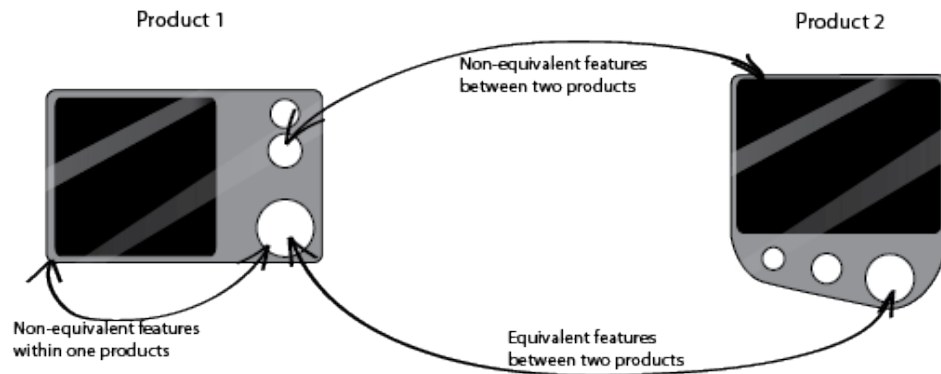 Product 1
Product 2
Non-equivalent features
between two products
Non-equivalent features
within one products
Equivalent features
between two products